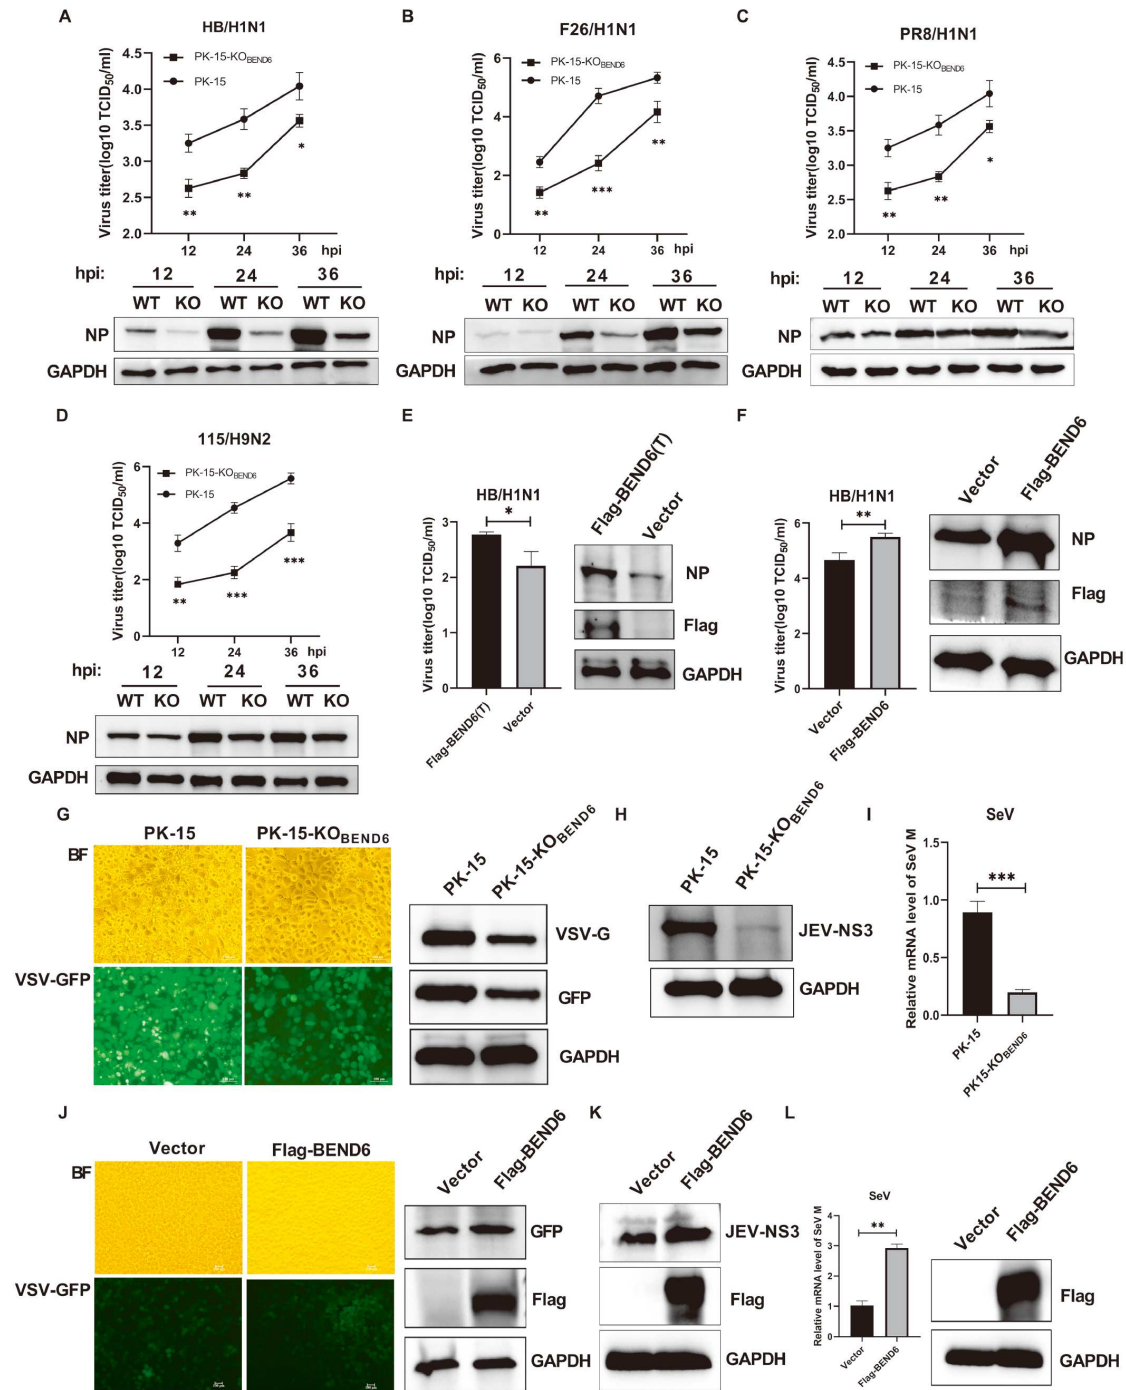 A
HB/H1N1
Virus titer(log10 TCID50/ml)
4.5
4.0
3.5
3.0
2.5
2.0
PK-15-KOBEND6
PK-15
**
**
*
12 24 36 hpi
hpi: 12 24 36
WT KO WT KO WT KO
NP
GAPDH
B
F26/H1N1
Virus titer(log10 TCID50/ml)
6
4
2
0
PK-15-KOBEND6
PK-15
**
***
**
12 24 36 hpi
hpi: 12 24 36
WT KO WT KO WT KO
NP
GAPDH
C
PR8/H1N1
Virus titer(log10 TCID50/ml)
4.5
4.0
3.5
3.0
2.5
2.0
PK-15-KOBEND6
PK-15
**
**
*
12 24 36 hpi
hpi: 12 24 36
WT KO WT KO WT KO
NP
GAPDH
D
115/H9N2
Virus titer(log10 TCID50/ml)
6
4
2
0
PK-15-KOBEND6
PK-15
**
***
***
12 24 36 hpi
hpi: 12 24 36
WT KO WT KO WT KO
NP
GAPDH
E
HB/H1N1
Virus titer(log10 TCID50/ml)
3
2
1
0
*
Flag-BEND6(T)
Vector
Flag-BEND6(T)
Vector
NP
Flag
GAPDH
F
HB/H1N1
Virus titer(log10 TCID50/ml)
6
4
2
0
**
Vector
Flag-BEND6
Vector
Flag-BEND6
NP
Flag
GAPDH
G
PK-15 PK-15-KOBEND6
BF
VSV-GFP
PK-15
PK-15-KOBEND6
VSV-G
GFP
GAPDH
H
PK-15
PK-15-KOBEND6
JEV-NS3
GAPDH
I
SeV
Relative mRNA level of SeV M
1.5
1.0
0.5
0.0
***
PK-15
PK15-KOBEND6
J
Vector Flag-BEND6
BF
VSV-GFP
Vector
Flag-BEND6
GFP
Flag
GAPDH
K
Vector
Flag-BEND6
JEV-NS3
Flag
GAPDH
L
SeV
Relative mRNA level of SeV M
4
3
2
1
0
**
Vector
Flag-BEND6
Vector
Flag-BEND6
Flag
GAPDH